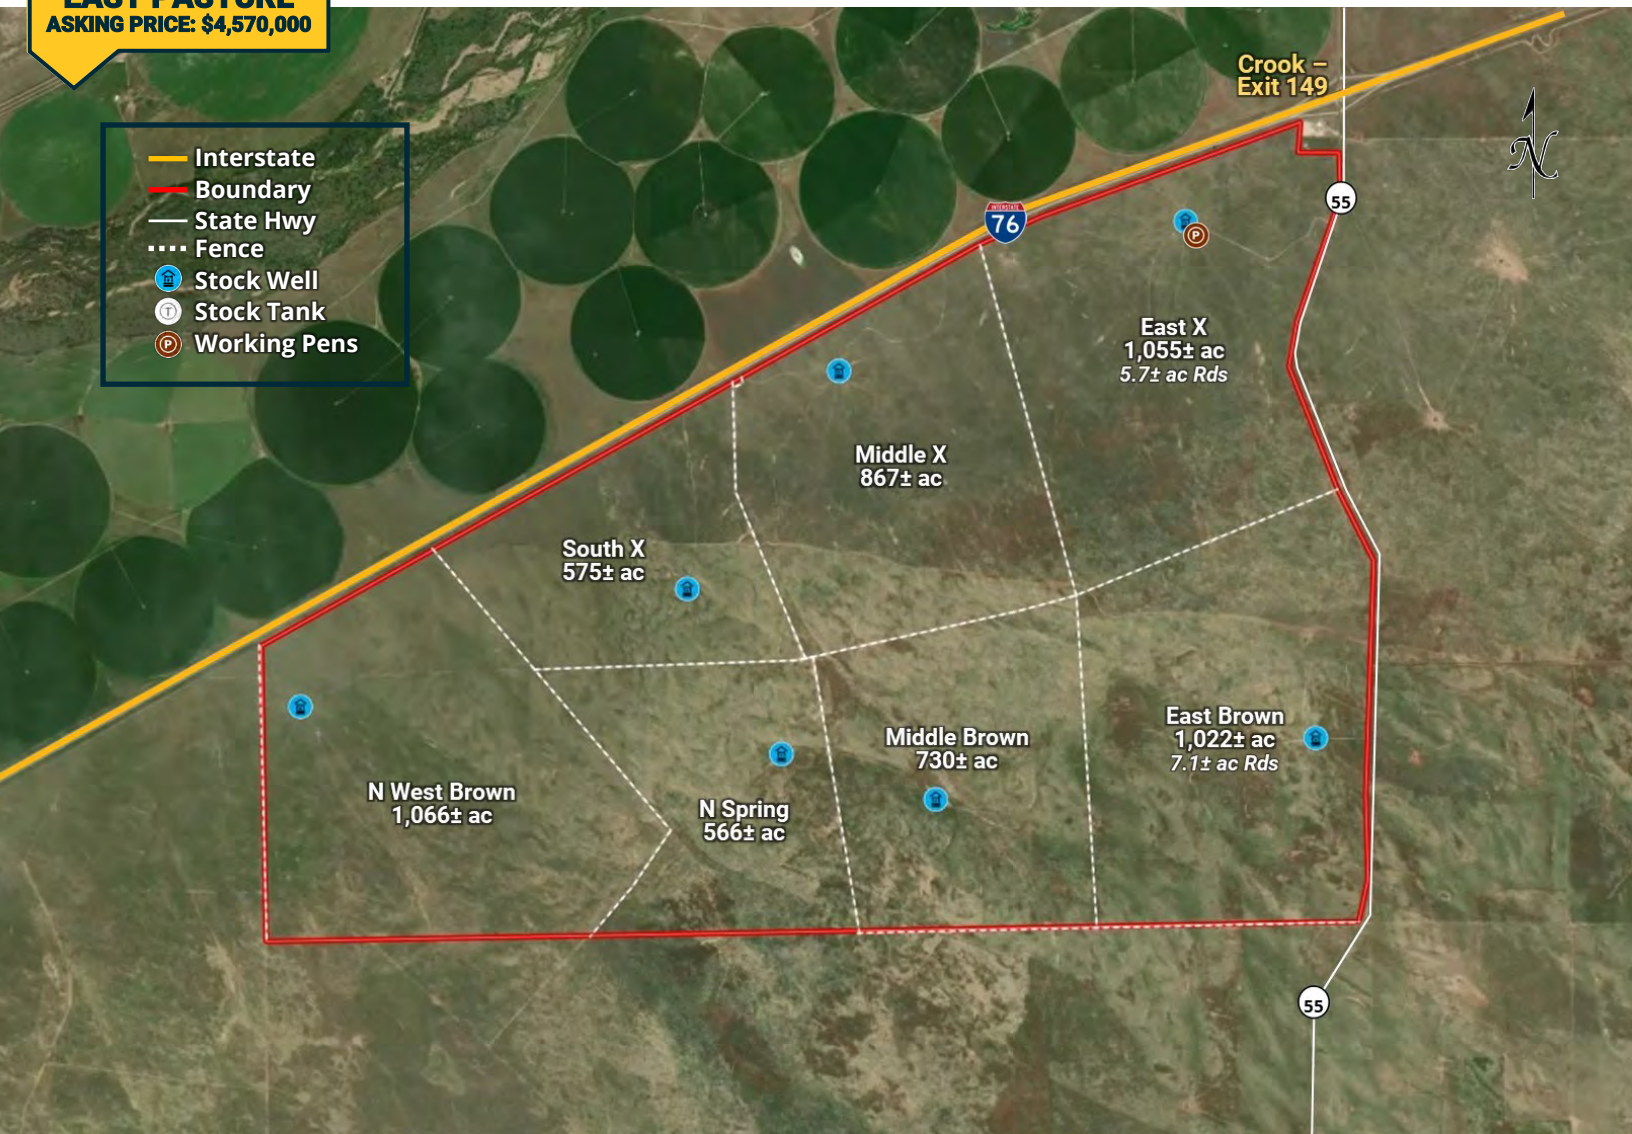 EAST PASTURE
ASKING PRICE: $4,570,000
Crook –
Exit 149
N
Interstate
Boundary
State Hwy
Fence
Stock Well
T
Stock Tank
P
Working Pens
55
INTERSTATE
76
P
East X
1,055± ac
5.7± ac Rds
Middle X
867± ac
South X
575± ac
East Brown
1,022± ac
7.1± ac Rds
Middle Brown
730± ac
N West Brown
1,066± ac
N Spring
566± ac
55